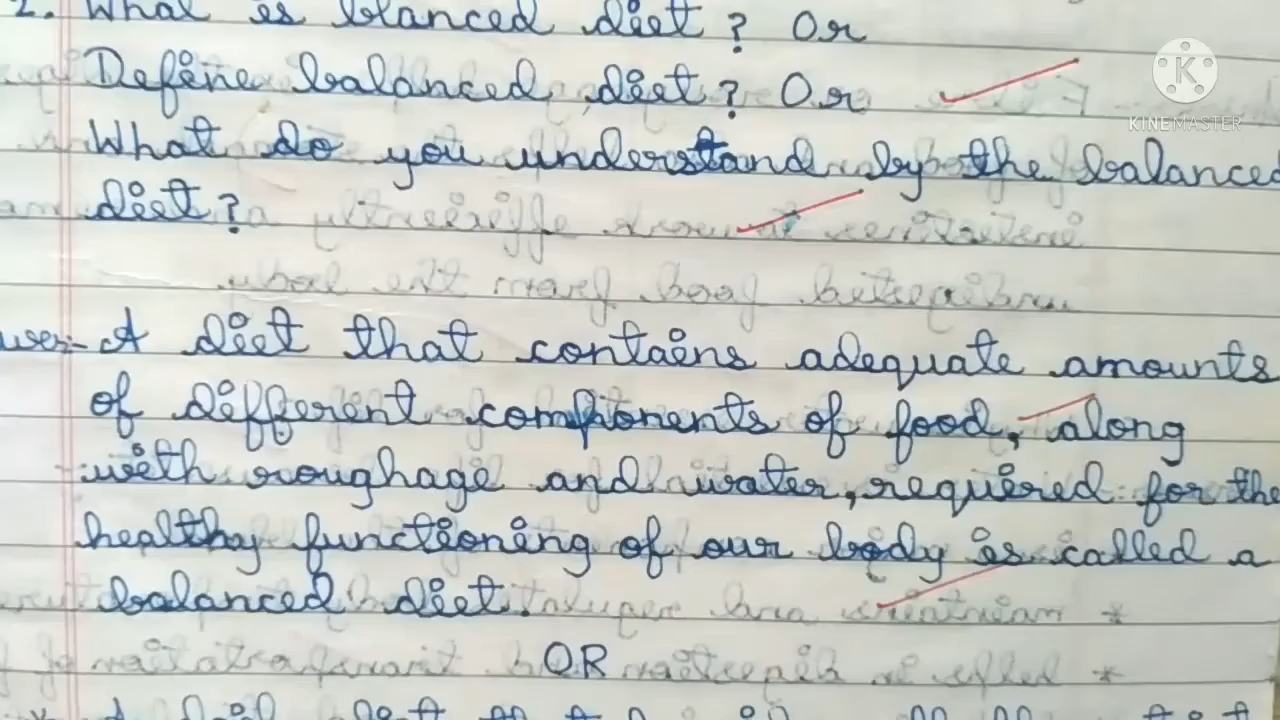 2. What is blanced diet? Or
Define balanced diet? Or
What do you understand by the balanced
diet?
A diet that contains adequate amounts
of different components of food, along
with roughage and water, required for the
healthy functioning of our body is called a
balanced diet.
OR
KINEMASTER